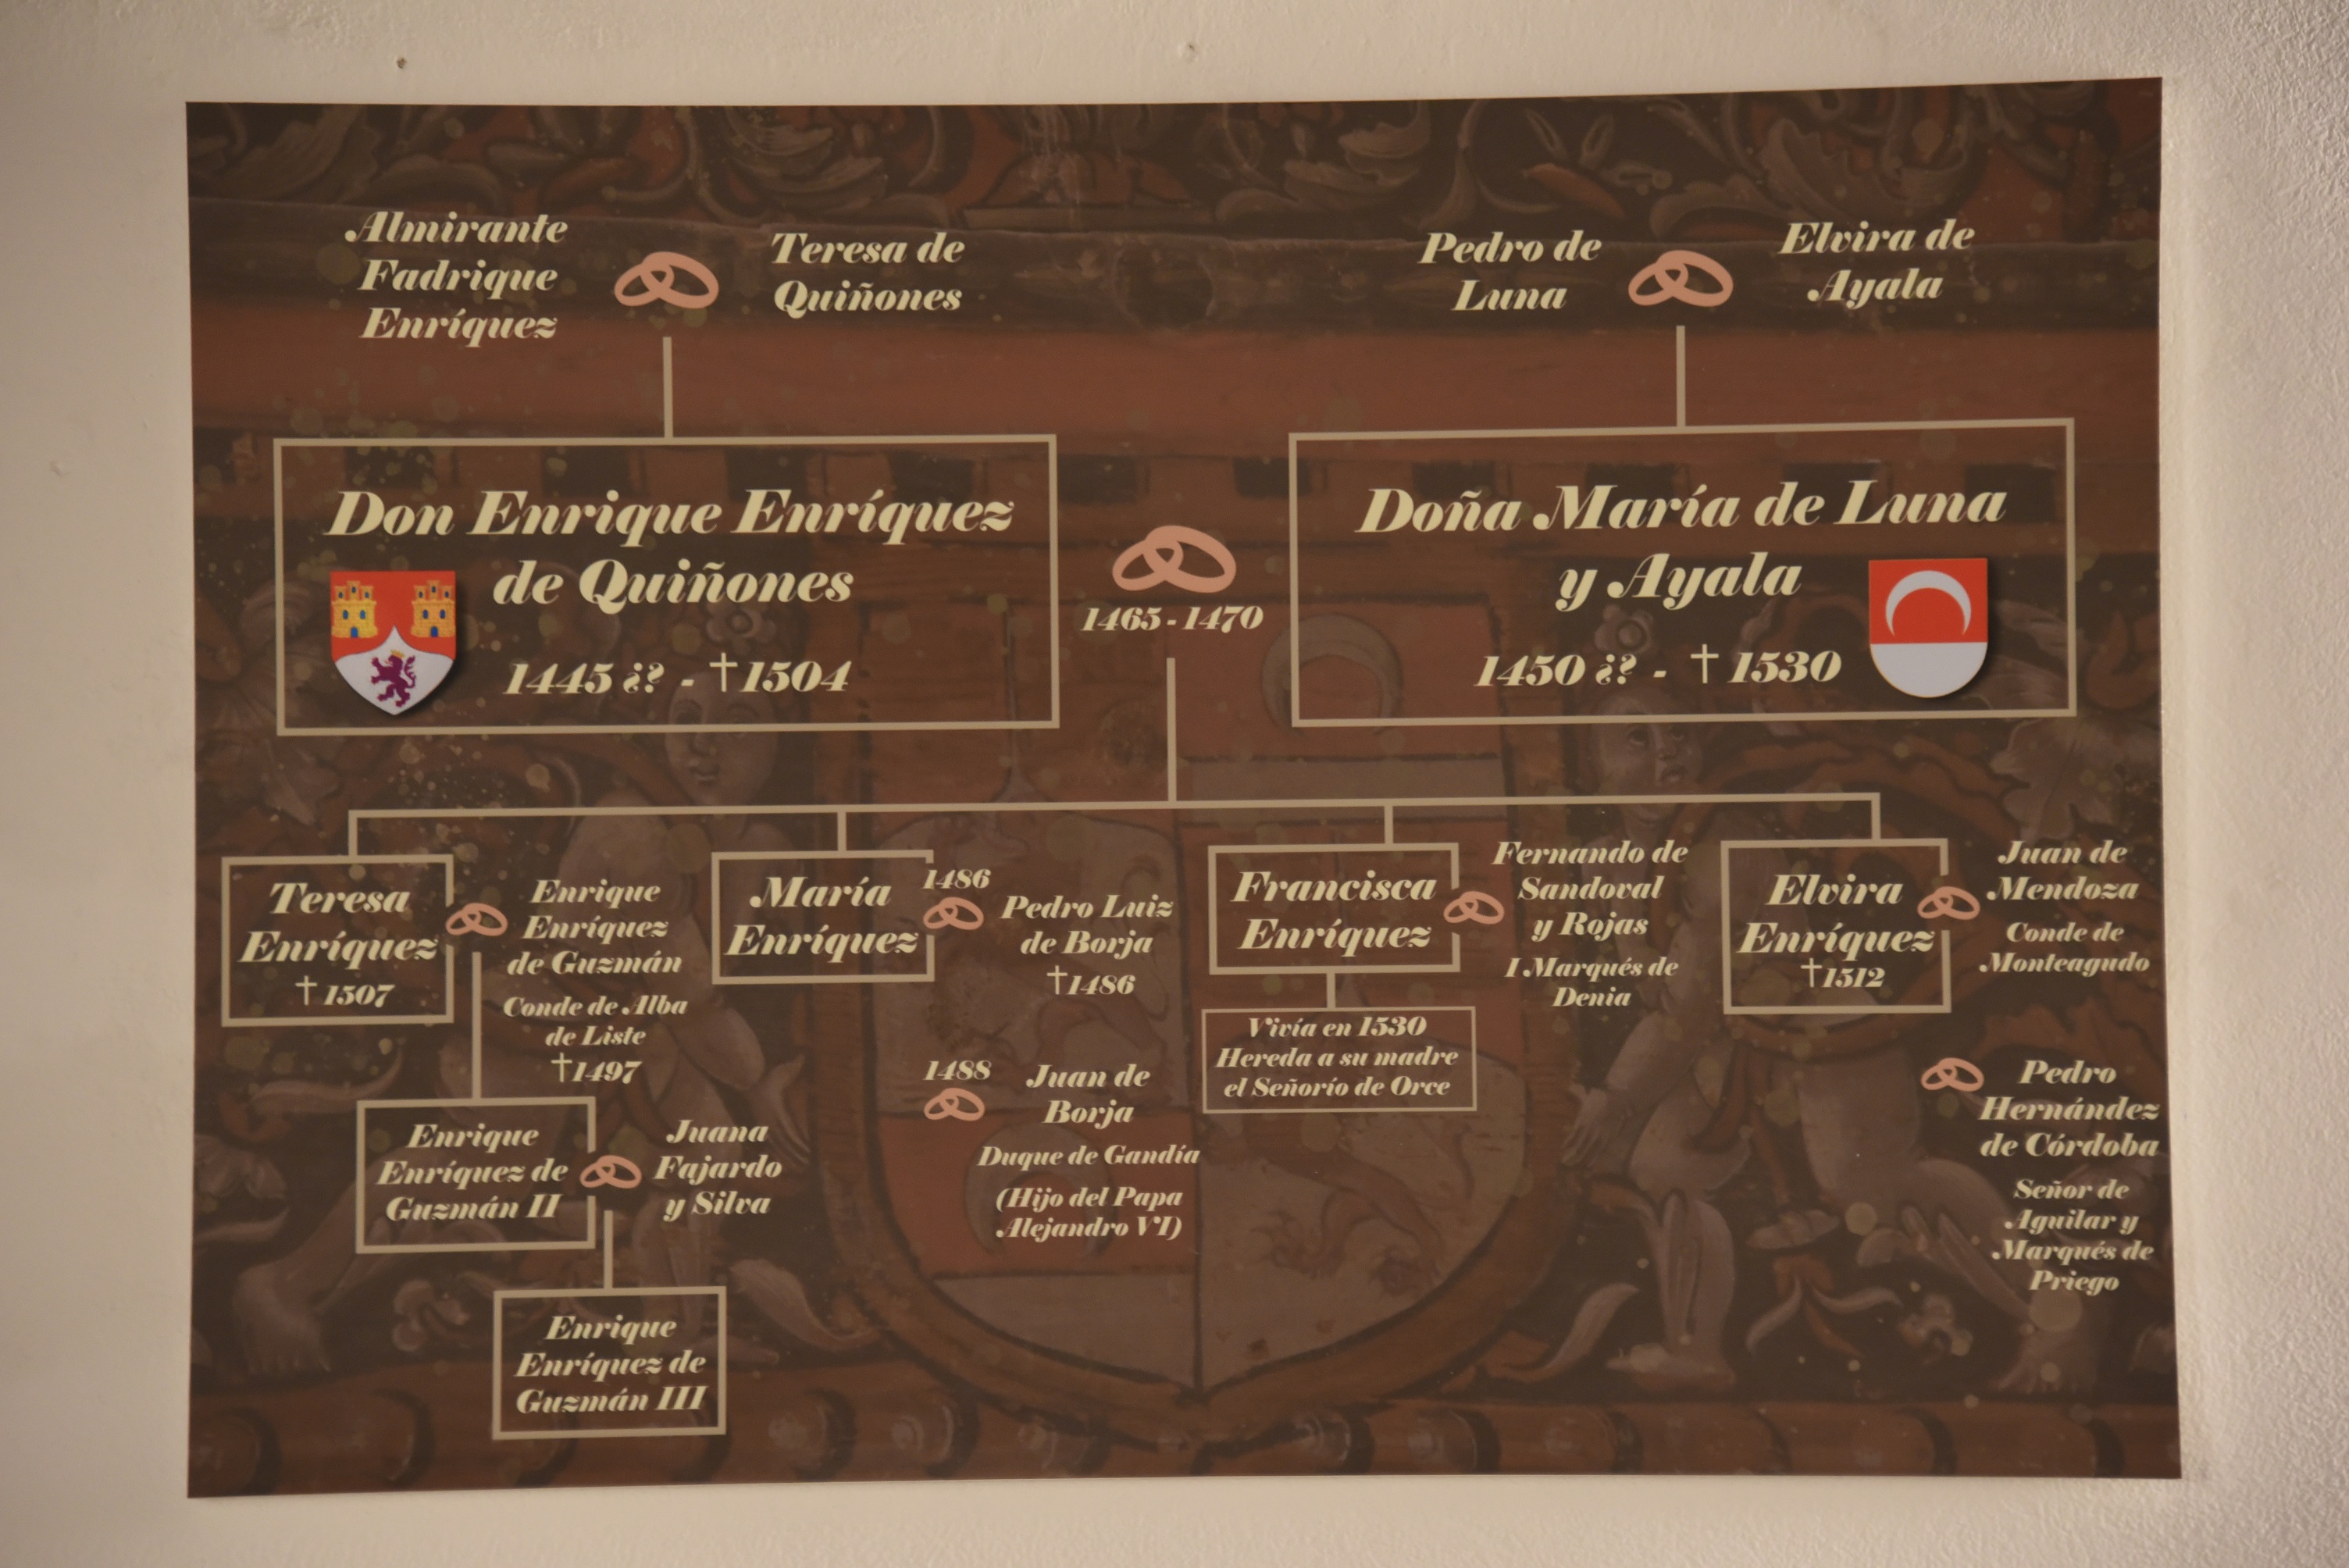 Almirante
Fadrique
Enríquez
Teresa de
Quiñones
Pedro de
Luna
Elvira de
Ayala
Don Enrique Enríquez
de Quiñones
1445 ¿? - †1504
1465 - 1470
Doña María de Luna
y Ayala
1450 ¿? - † 1530
Teresa
Enríquez
† 1507
Enrique
Enríquez
de Guzmán
Conde de Alba
de Liste
†1497
Enrique
Enríquez de
Guzmán II
Juana
Fajardo
y Silva
Enrique
Enríquez de
Guzmán III
María
Enríquez
1486
Pedro Luiz
de Borja
†1486
1488
Juan de
Borja
Duque de Gandía
(Hijo del Papa
Alejandro VI)
Francisca
Enríquez
Fernando de
Sandoval
y Rojas
I Marqués de
Denia
Vivía en 1530
Hereda a su madre
el Señorío de Orce
Elvira
Enríquez
†1512
Juan de
Mendoza
Conde de
Monteagudo
Pedro
Hernández
de Córdoba
Señor de
Aguilar y
Marqués de
Priego